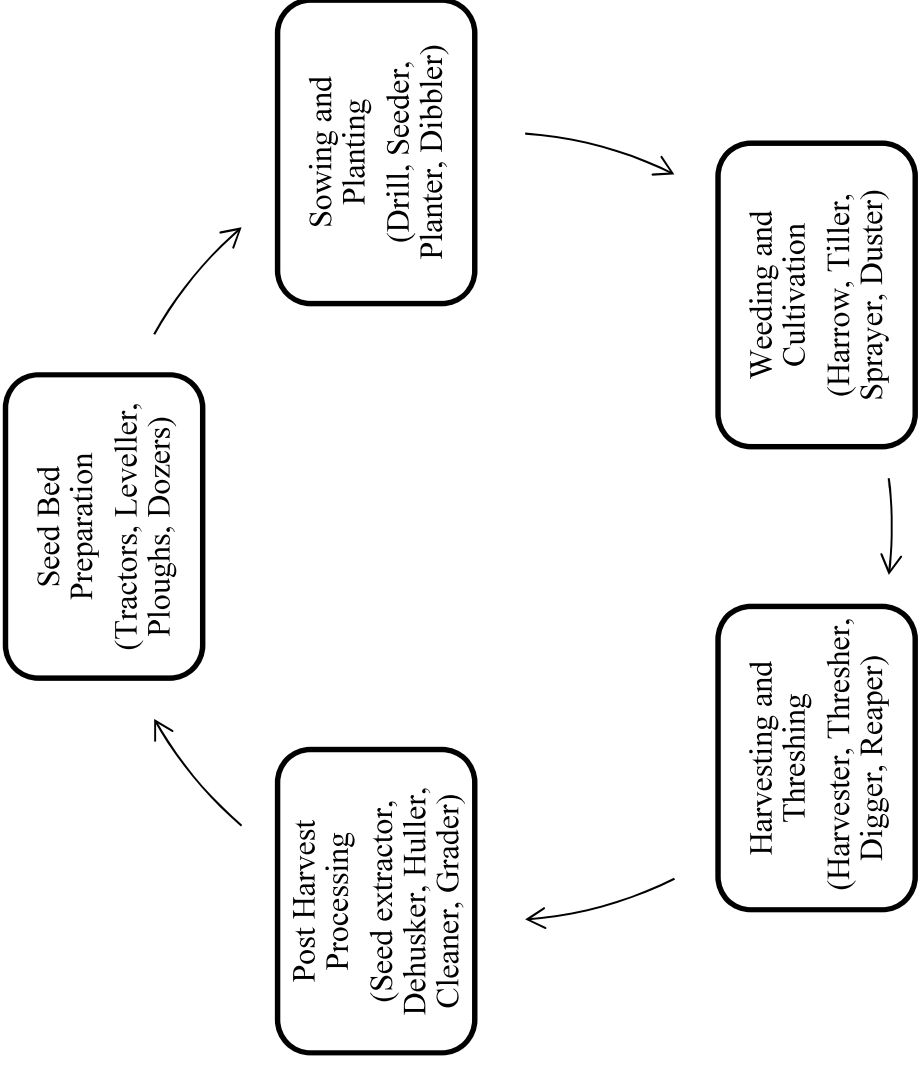 Seed Bed
Preparation
(Tractors, Leveller,
Ploughs, Dozers)
Sowing and
Planting
(Drill, Seeder,
Planter, Dibbler)
Weeding and
Cultivation
(Harrow, Tiller,
Sprayer, Duster)
Harvesting and
Threshing
(Harvester, Thresher,
Digger, Reaper)
Post Harvest
Processing
(Seed extractor,
Dehusker, Huller,
Cleaner, Grader)